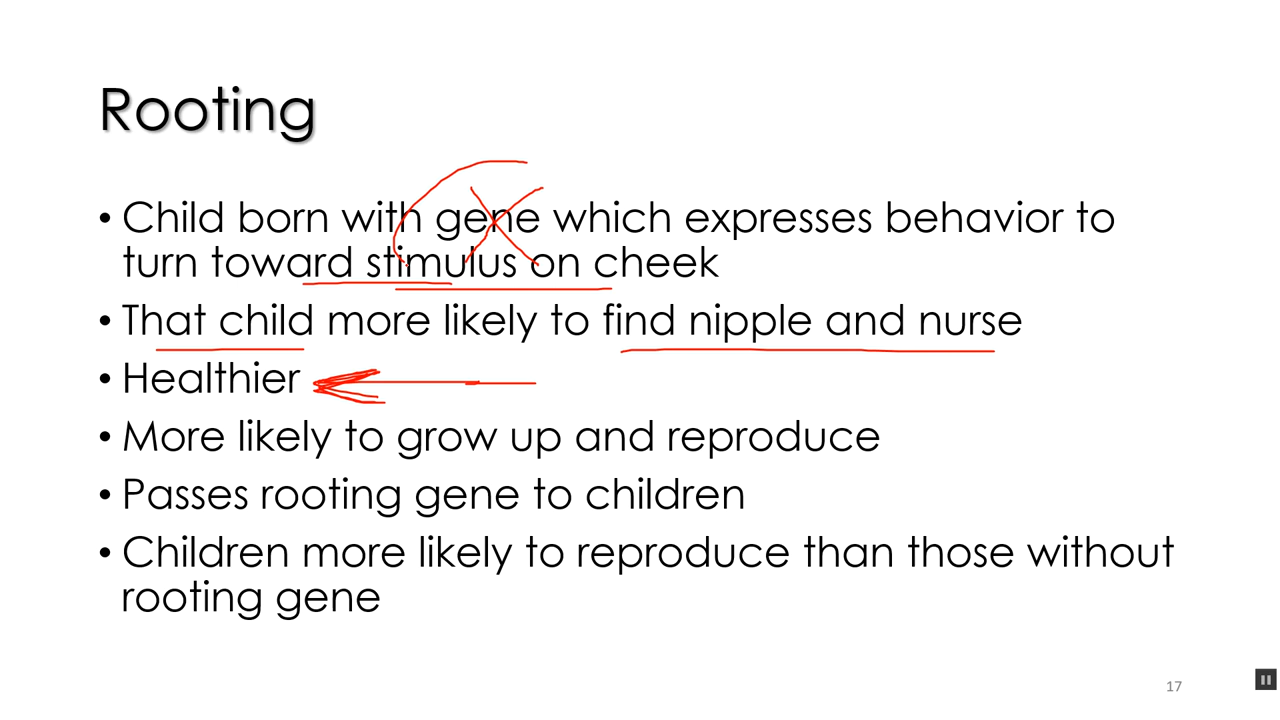 Rooting
• Child born with gene which expresses behavior to
turn toward stimulus on cheek
• That child more likely to find nipple and nurse
• Healthier
• More likely to grow up and reproduce
• Passes rooting gene to children
• Children more likely to reproduce than those without
rooting gene
17